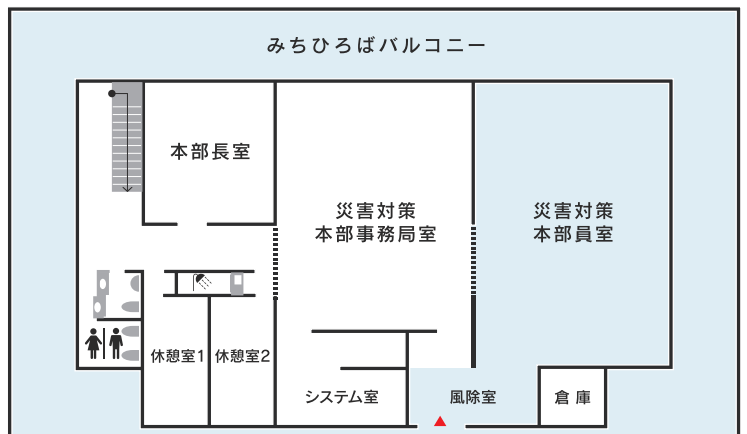 みちひろばバルコニー
本部長室
災害対策
本部事務局室
災害対策
本部員室
休憩室1
休憩室2
システム室
風除室
倉庫